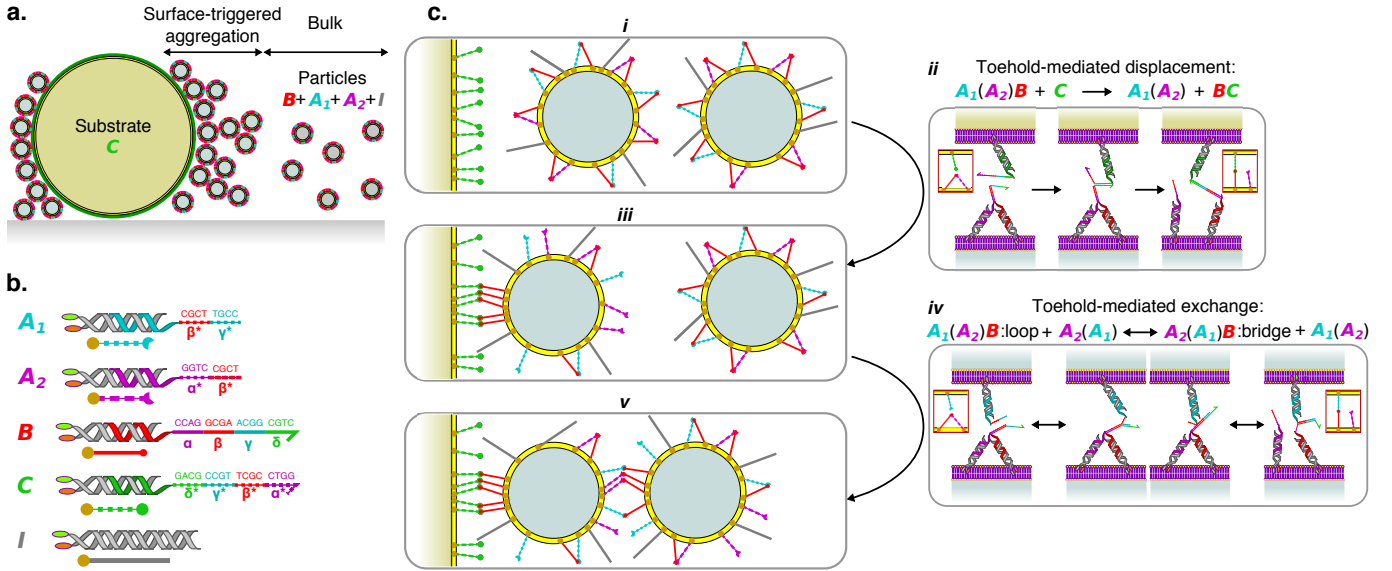 a.
Surface-triggered
aggregation
Bulk
Particles
B+A1+A2+I
Substrate
C
b.
A1
CGCT TGCC
β* γ*
A2
GGTC CGCT
α* β*
B
CCAG GCGA ACGG CGTC
α β γ δ
C
GACG CCGT TCGC CTGG
δ* γ* β* α*
I
c.
i
iii
v
ii
Toehold-mediated displacement:
A1(A2)B + C → A1(A2) + BC
iv
Toehold-mediated exchange:
A1(A2)B:loop + A2(A1) ↔ A2(A1)B:bridge + A1(A2)